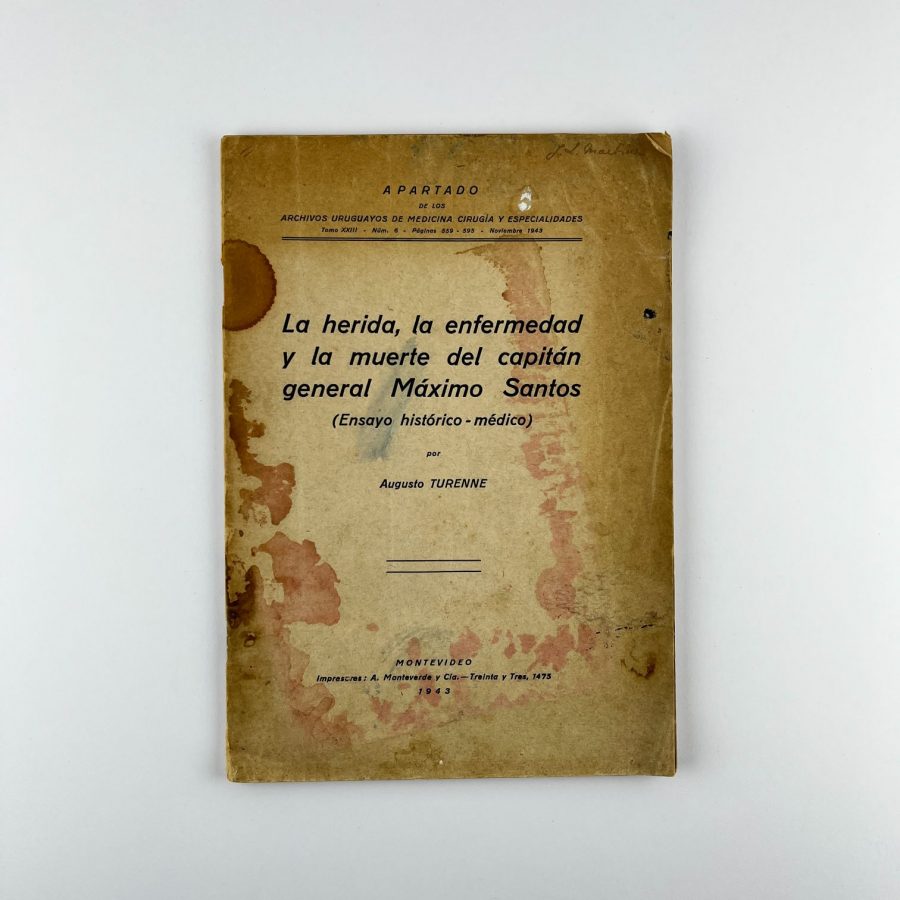 APARTADO
DE LOS
ARCHIVOS URUGUAYOS DE MEDICINA CIRUGÍA Y ESPECIALIDADES
Tomo XXIII - Núm. 6 - Páginas 559 - 595 - Noviembre 1943
La herida, la enfermedad
y la muerte del capitán
general Máximo Santos
(Ensayo histórico - médico)
por
Augusto TURENNE
MONTEVIDEO
Impresores: A. Monteverde y Cía. — Treinta y Tres, 1475
1943